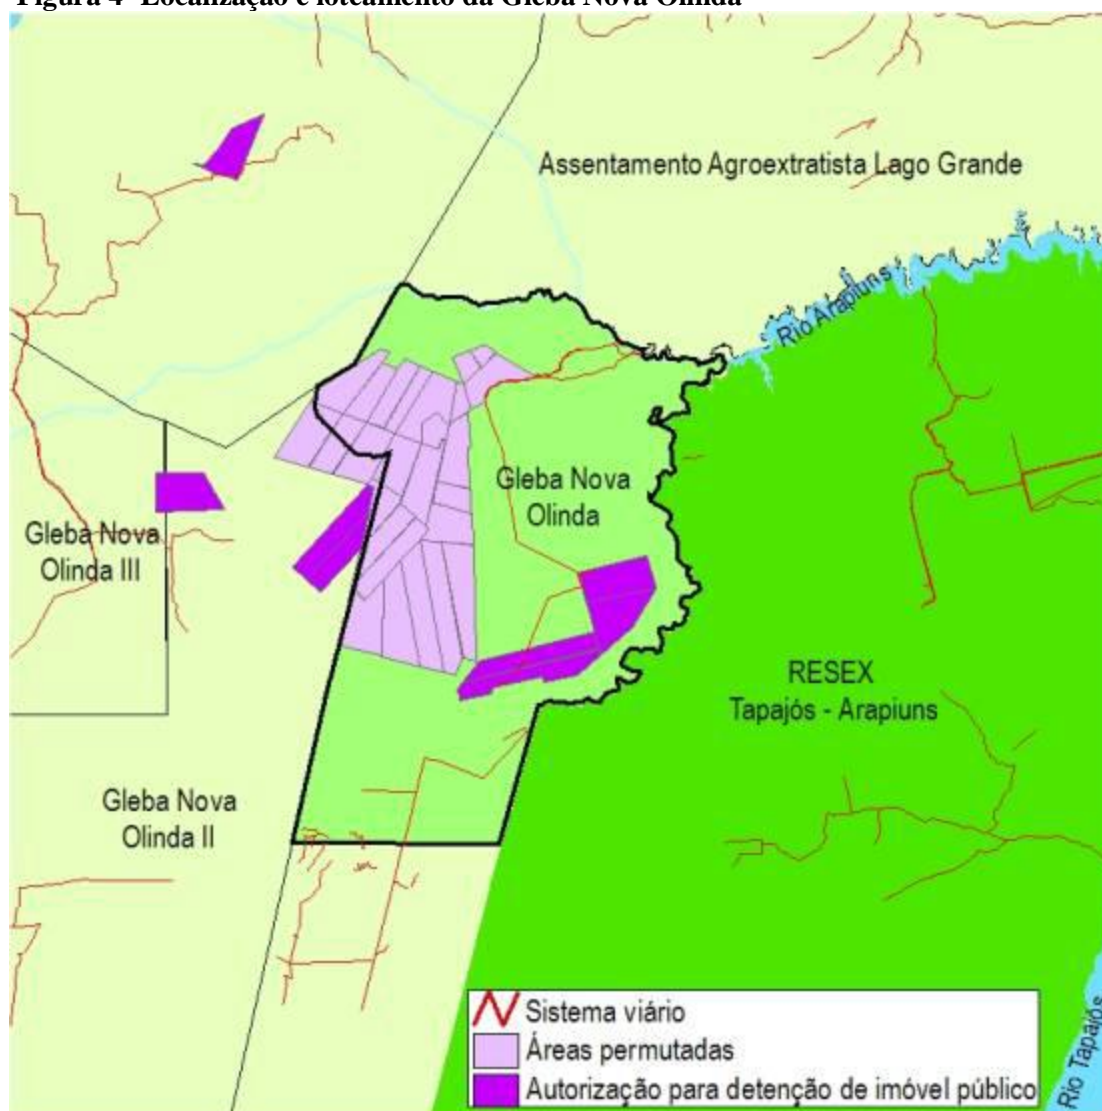 Figura 4- Localização e loteamento da Gleba Nova Olinda
Assentamento Agroextratista Lago Grande
Rio Arapiuns
Gleba Nova
Olinda
Gleba Nova
Olinda III
RESEX
Tapajós - Arapiuns
Gleba Nova
Olinda II
Sistema viário
Áreas permutadas
Autorização para detenção de imóvel público
Rio Tapajós